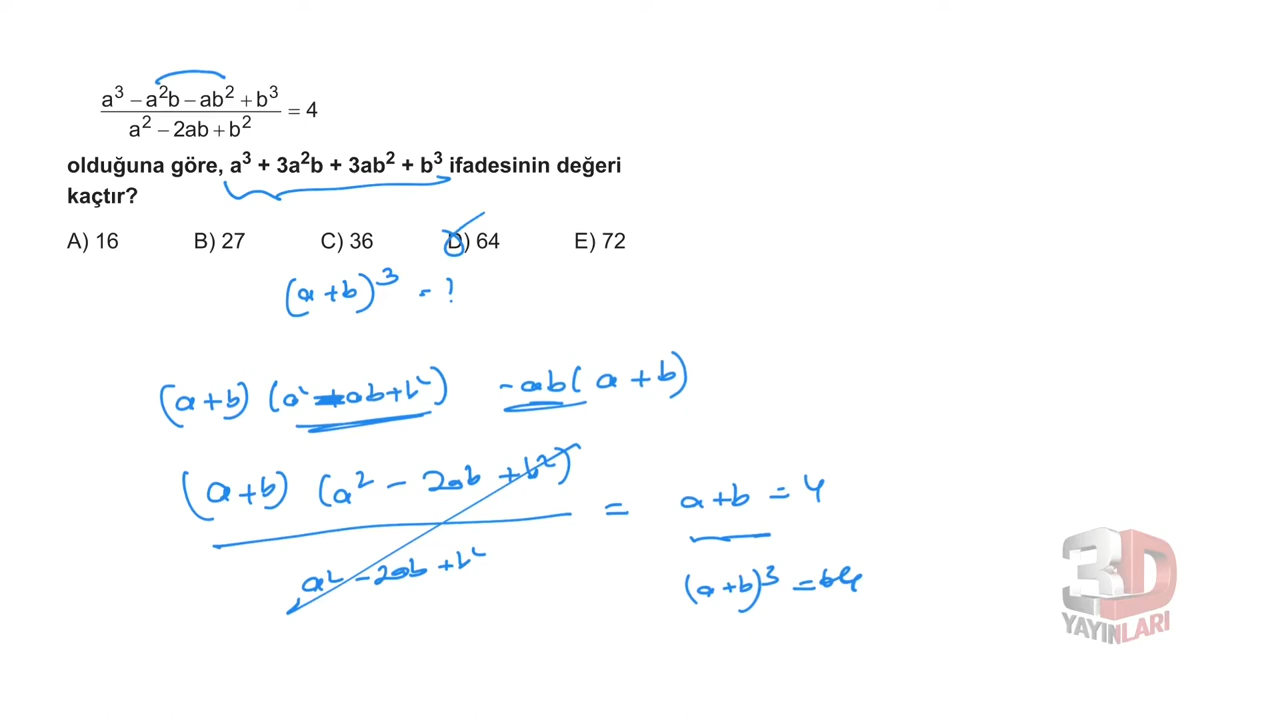 a³ − a²b − ab² + b³
a² − 2ab + b²
= 4
olduğuna göre, a³ + 3a²b + 3ab² + b³ ifadesinin değeri
kaçtır?
A) 16 B) 27 C) 36 D) 64 E) 72
(a+b)³ = ?
(a+b) (a² - ab + b²) - ab (a + b)
(a+b) (a² - 2ab + b²)
a² - 2ab + b²
= a + b = 4
(a+b)³ = 64
3D
YAYINLARI